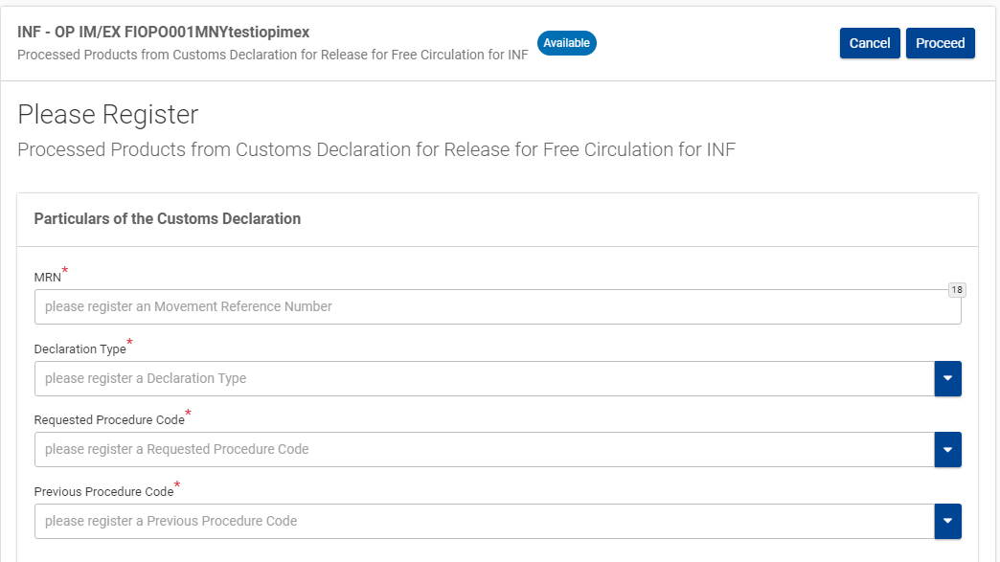 INF - OP IM/EX FIOPO001MNYtestiopimex
Processed Products from Customs Declaration for Release for Free Circulation for INF
Available
Cancel
Proceed
Please Register
Processed Products from Customs Declaration for Release for Free Circulation for INF
Particulars of the Customs Declaration
MRN*
18
please register an Movement Reference Number
Declaration Type*
please register a Declaration Type
Requested Procedure Code*
please register a Requested Procedure Code
Previous Procedure Code*
please register a Previous Procedure Code